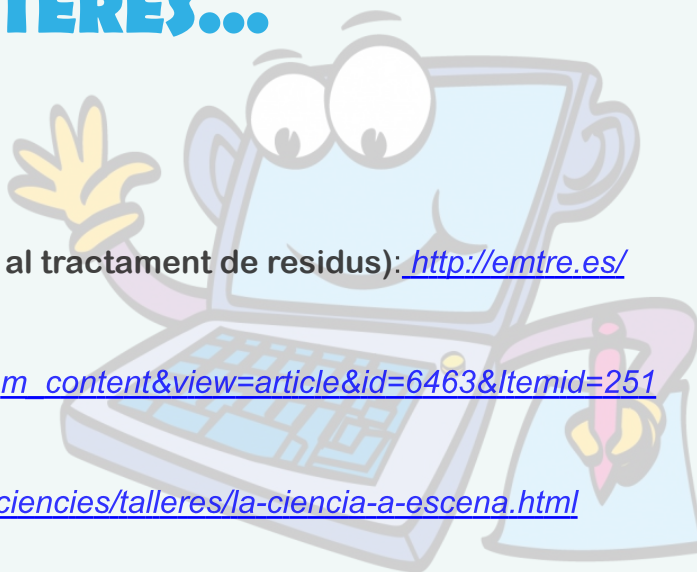 TERES...
al tractament de residus): http://emtre.es/
m_content&view=article&id=6463&Itemid=251
ciencies/talleres/la-ciencia-a-escena.html